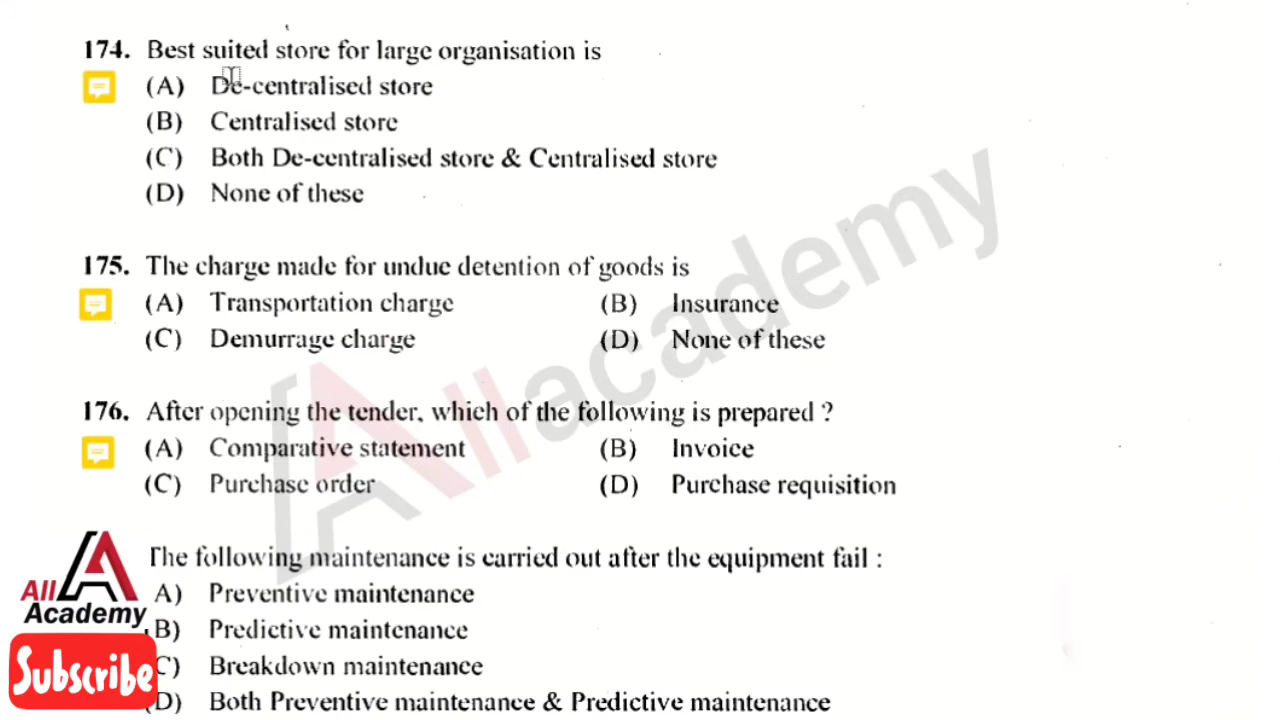 174. Best suited store for large organisation is
(A) De-centralised store
(B) Centralised store
(C) Both De-centralised store & Centralised store
(D) None of these
175. The charge made for undue detention of goods is
(A) Transportation charge (B) Insurance
(C) Demurrage charge (D) None of these
176. After opening the tender, which of the following is prepared ?
(A) Comparative statement (B) Invoice
(C) Purchase order (D) Purchase requisition
The following maintenance is carried out after the equipment fail :
A) Preventive maintenance
B) Predictive maintenance
C) Breakdown maintenance
(D) Both Preventive maintenance & Predictive maintenance
All Academy
Subscribe
All academy